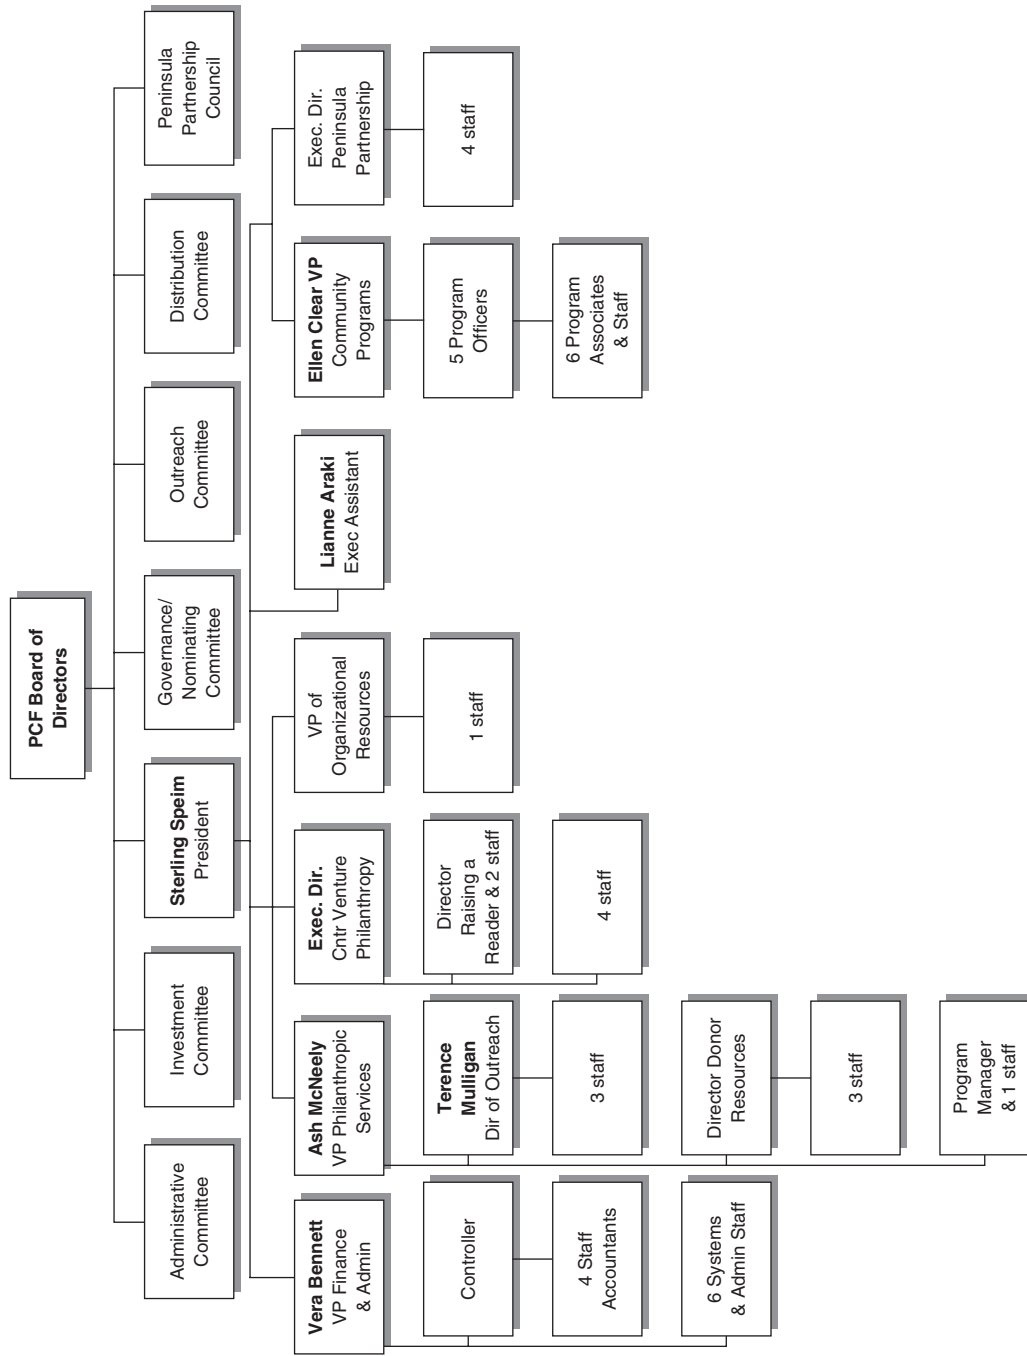 PCF Board of
Directors
Administrative
Committee
Investment
Committee
Sterling Speim
President
Governance/
Nominating
Committee
Outreach
Committee
Distribution
Committee
Peninsula
Partnership
Council
Vera Bennett
VP Finance
& Admin
Ash McNeely
VP Philanthropic
Services
Exec. Dir.
Cntr Venture
Philanthropy
VP of
Organizational
Resources
Lianne Araki
Exec Assistant
Ellen Clear VP
Community
Programs
Exec. Dir.
Peninsula
Partnership
Controller
Terence
Mulligan
Dir of Outreach
Director
Raising a
Reader & 2 staff
1 staff
5 Program
Officers
4 staff
4 Staff
Accountants
3 staff
4 staff
6 Program
Associates
& Staff
6 Systems
& Admin Staff
Director Donor
Resources
3 staff
Program
Manager
& 1 staff